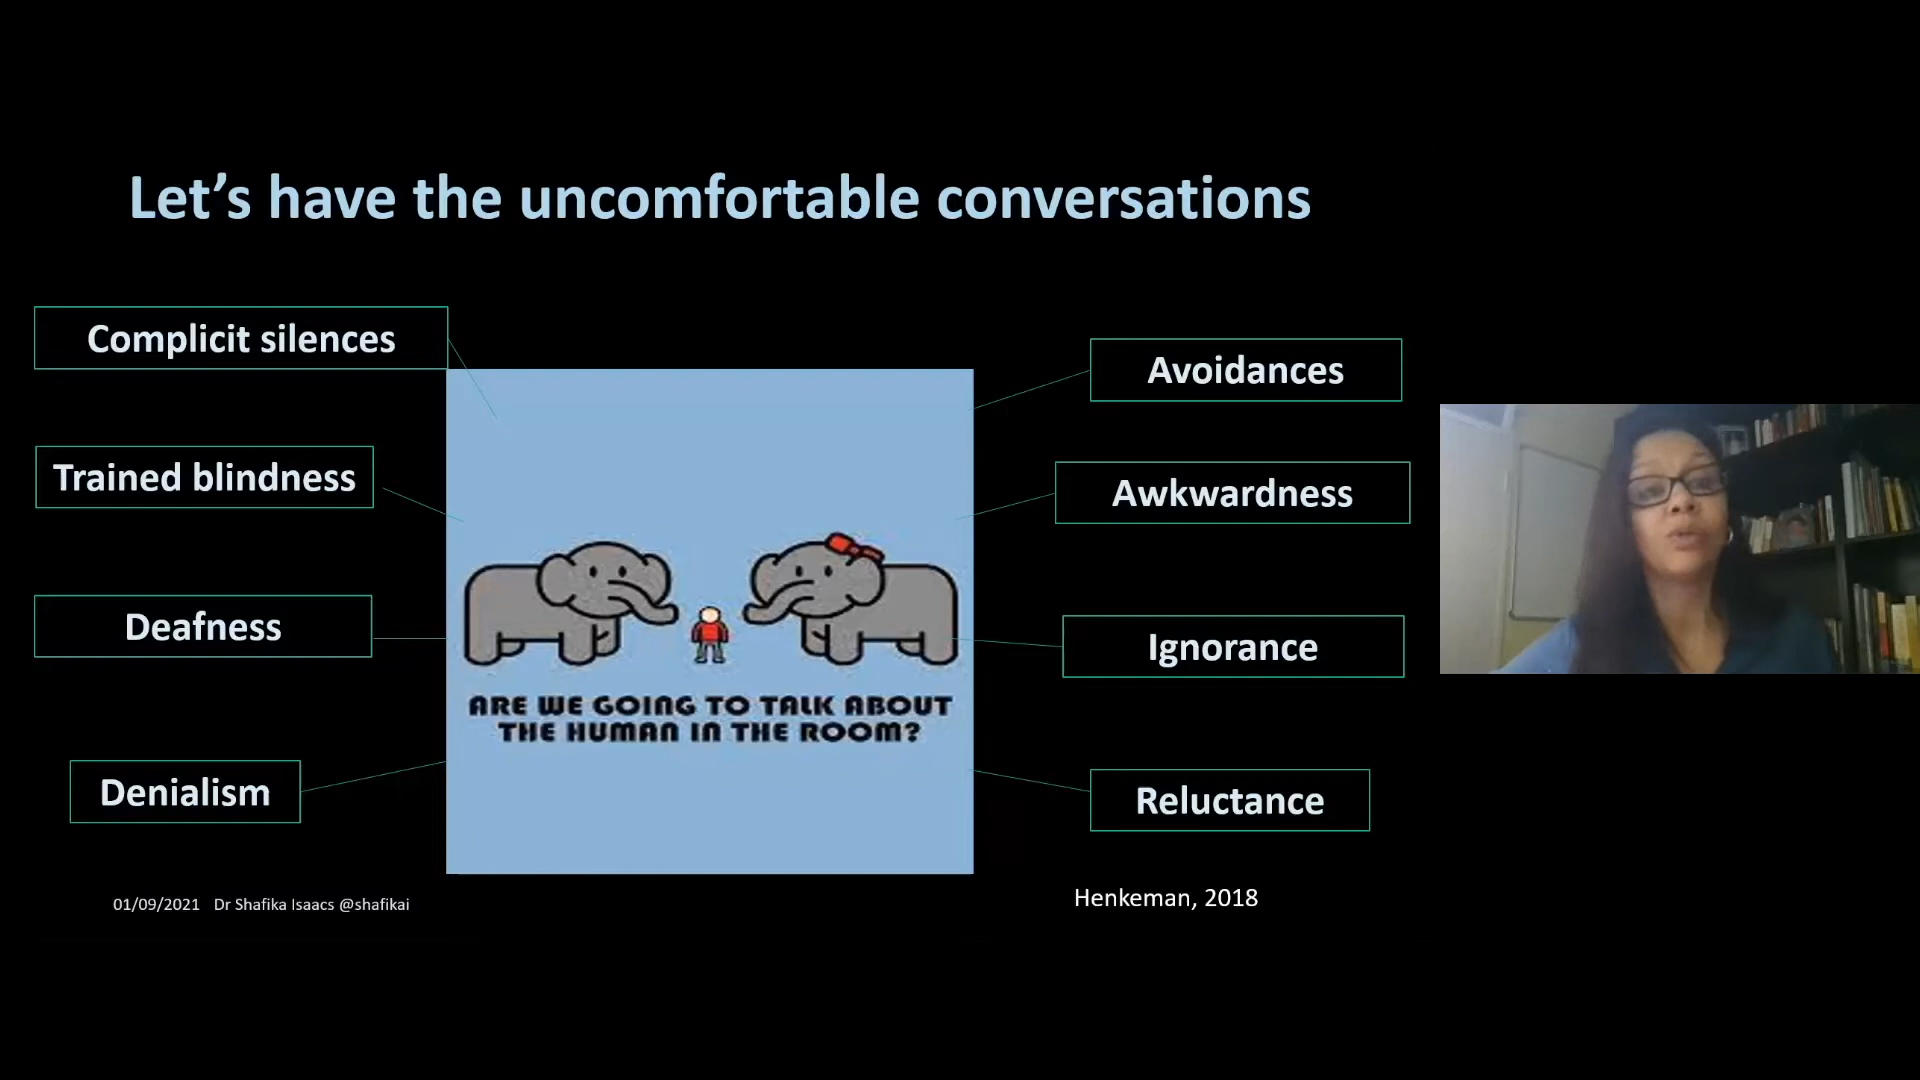 Let’s have the uncomfortable conversations
Complicit silences
Trained blindness
Deafness
Denialism
ARE WE GOING TO TALK ABOUT
THE HUMAN IN THE ROOM?
Avoidances
Awkwardness
Ignorance
Reluctance
01/09/2021 Dr Shafika Isaacs @shafikai
Henkeman, 2018